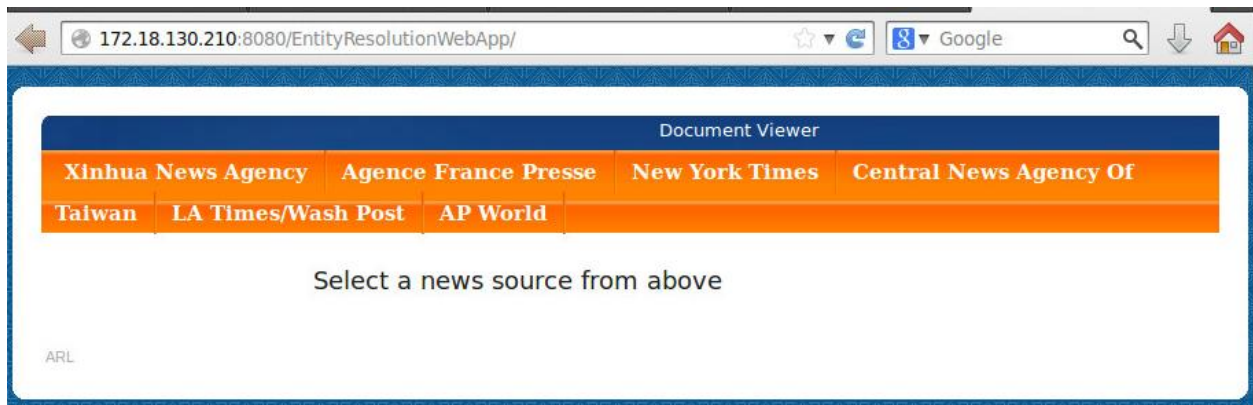 172.18.130.210:8080/EntityResolutionWebApp/ 8 Google
Document Viewer
Xinhua News Agency Agence France Presse New York Times Central News Agency Of
Taiwan LA Times/Wash Post AP World
Select a news source from above
ARL